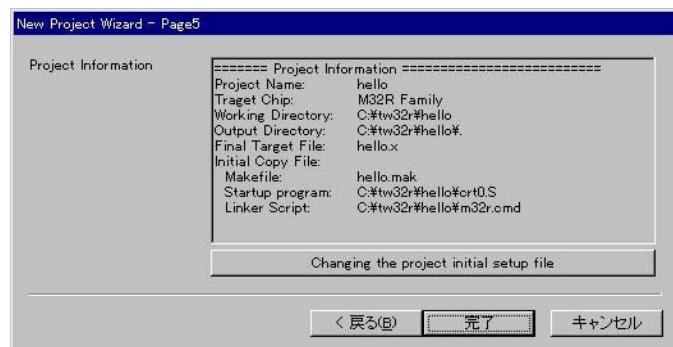 New Project Wizard - Page5
Project Information
======= Project Information ==========================
Project Name: hello
Traget Chip: M32R Family
Working Directory: C:¥tw32r¥hello
Output Directory: C:¥tw32r¥hello¥.
Final Target File: hello.x
Initial Copy File:
Makefile: hello.mak
Startup program: C:¥tw32r¥hello¥crt0.S
Linker Script: C:¥tw32r¥hello¥m32r.cmd
Changing the project initial setup file
< 戻る(B) 完了 キャンセル